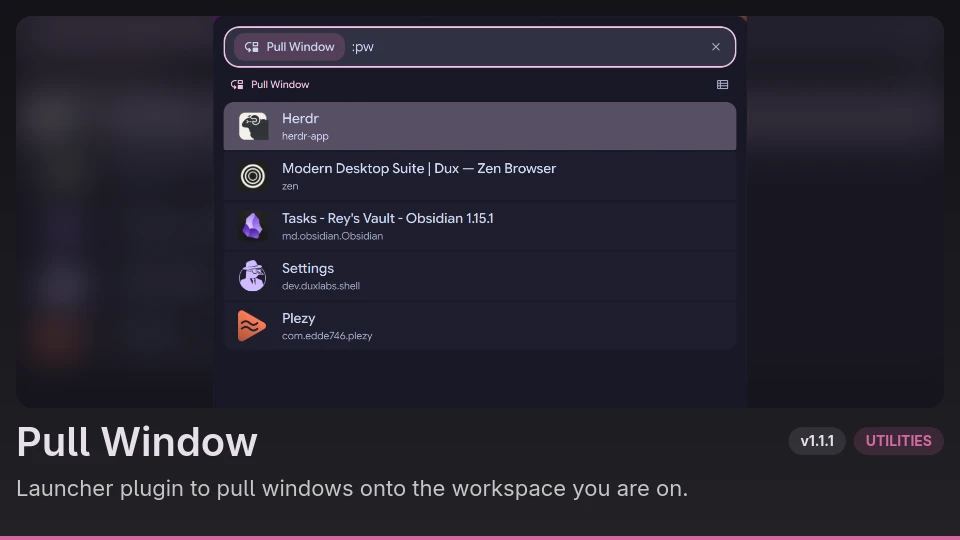 Pull Window :pw
Pull Window
Herdr
herdr-app
Modern Desktop Suite | Dux — Zen Browser
zen
Tasks - Rey's Vault - Obsidian 1.15.1
md.obsidian.Obsidian
Settings
dev.duxlabs.shell
Plezy
com.edde746.plezy
Pull Window
v1.1.1 UTILITIES
Launcher plugin to pull windows onto the workspace you are on.